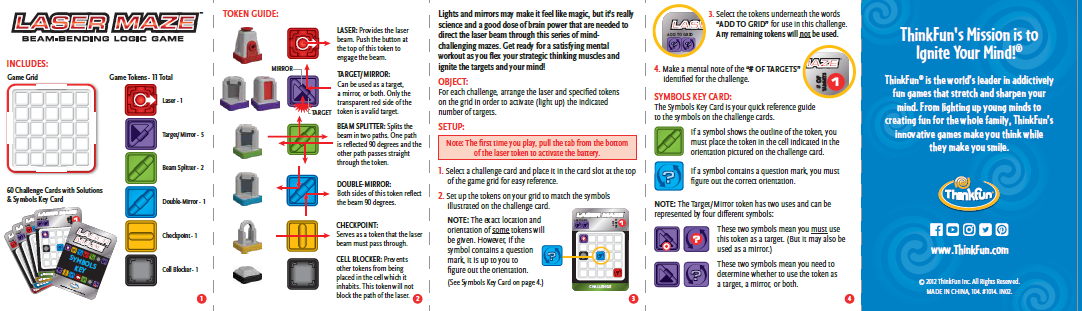 LASER MAZE™
BEAM-BENDING LOGIC GAME
INCLUDES:
Game Grid
Game Tokens - 11 Total
Laser - 1
Target/Mirror - 5
Beam Splitter - 2
Double-Mirror - 1
Checkpoint - 1
Cell Blocker - 1
60 Challenge Cards with Solutions
& Symbols Key Card
LASER MAZE
SYMBOLS
KEY
1
TOKEN GUIDE:
LASER: Provides the laser
beam. Push the button at
the top of this token to
engage the beam.
MIRROR
TARGET/MIRROR:
Can be used as a target,
a mirror, or both. Only the
transparent red side of the
token is a valid target.
TARGET
BEAM SPLITTER: Splits the
beam in two paths. One path
is reflected 90 degrees and the
other path passes straight
through the token.
DOUBLE-MIRROR:
Both sides of this token reflect
the beam 90 degrees.
CHECKPOINT:
Serves as a token that the laser
beam must pass through.
CELL BLOCKER: Prevents
other tokens from being
placed in the cell which it
inhabits. This token will not
block the path of the laser.
2
Lights and mirrors may make it feel like magic, but it's really
science and a good dose of brain power that are needed to
direct the laser beam through this series of mind-
challenging mazes. Get ready for a satisfying mental
workout as you flex your strategic thinking muscles and
ignite the targets and your mind!
OBJECT:
For each challenge, arrange the laser and specified tokens
on the grid in order to activate (light up) the indicated
number of targets.
SETUP:
Note: The first time you play, pull the tab from the bottom
of the laser token to activate the battery.
1. Select a challenge card and place it in the card slot at the top
of the game grid for easy reference.
2. Set up the tokens on your grid to match the symbols
illustrated on the challenge card.
NOTE: The exact location and
orientation of some tokens will
be given. However, if the
symbol contains a question
mark, it is up to you to
figure out the orientation.
(See Symbols Key Card on page 4.)
?
LASER MAZE
CHALLENGE
3
LAS
ADD TO GRID
3. Select the tokens underneath the words
“ADD TO GRID” for use in this challenge.
Any remaining tokens will not be used.
4. Make a mental note of the “# OF TARGETS”
identified for the challenge.
AZE
# OF
TARGETS
1
SYMBOLS KEY CARD:
The Symbols Key Card is your quick reference guide
to the symbols on the challenge cards.
If a symbol shows the outline of the token, you
must place the token in the cell indicated in the
orientation pictured on the challenge card.
?
If a symbol contains a question mark, you must
figure out the correct orientation.
NOTE: The Target/Mirror token has two uses and can be
represented by four different symbols:
?
These two symbols mean you must use
this token as a target. (But it may also be
used as a mirror.)
?
These two symbols mean you need to
determine whether to use the token as
a target, a mirror, or both.
4
ThinkFun's Mission is to
Ignite Your Mind!®
ThinkFun® is the world's leader in addictively
fun games that stretch and sharpen your
mind. From lighting up young minds to
creating fun for the whole family, ThinkFun's
innovative games make you think while
they make you smile.
ThinkFun®
www.ThinkFun.com
© 2012 ThinkFun Inc. All Rights Reserved.
MADE IN CHINA, 104. #1014. IN02.